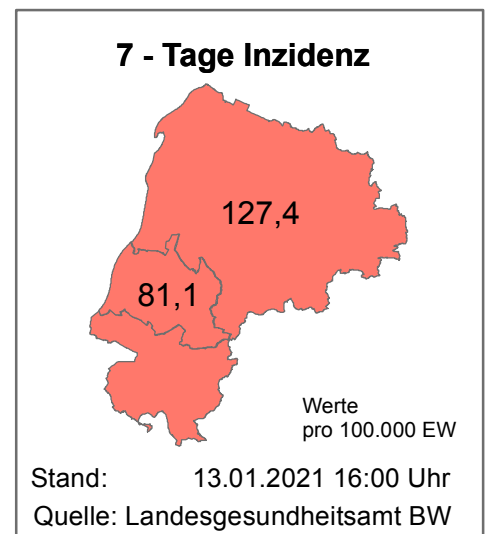 7 - Tage Inzidenz
127,4
81,1
Werte
pro 100.000 EW
Stand: 13.01.2021 16:00 Uhr
Quelle: Landesgesundheitsamt BW